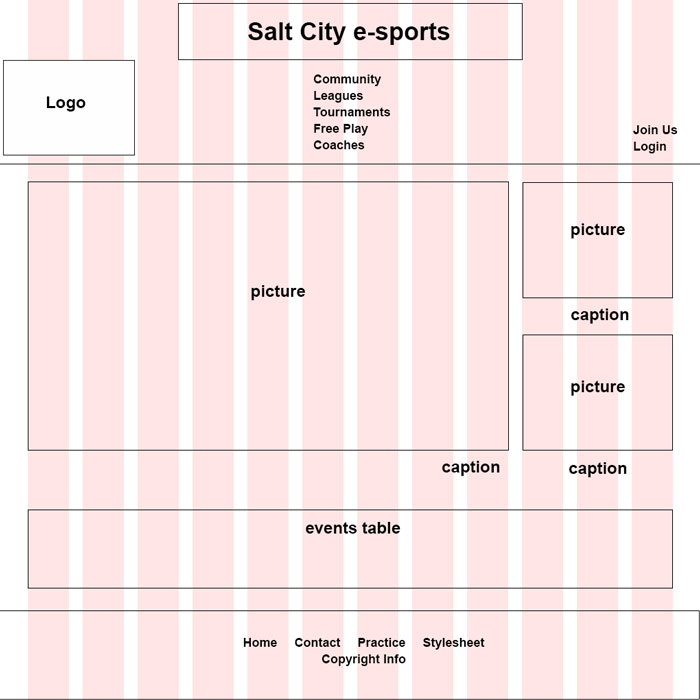 Salt City e-sports
Logo
Community
Leagues
Tournaments
Free Play
Coaches
Join Us
Login
picture
caption
picture
caption
picture
caption
events table
Home Contact Practice Stylesheet
Copyright Info